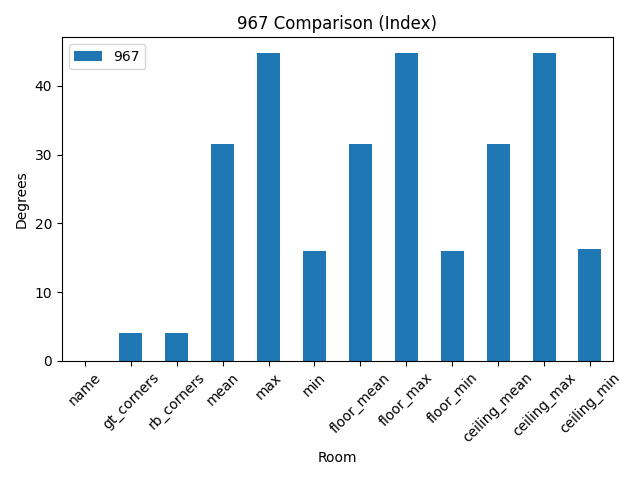 967 Comparison (Index)
967
Degrees
40
30
20
10
0
name
gt_corners
rb_corners
mean
max
min
floor_mean
floor_max
floor_min
ceiling_mean
ceiling_max
ceiling_min
Room